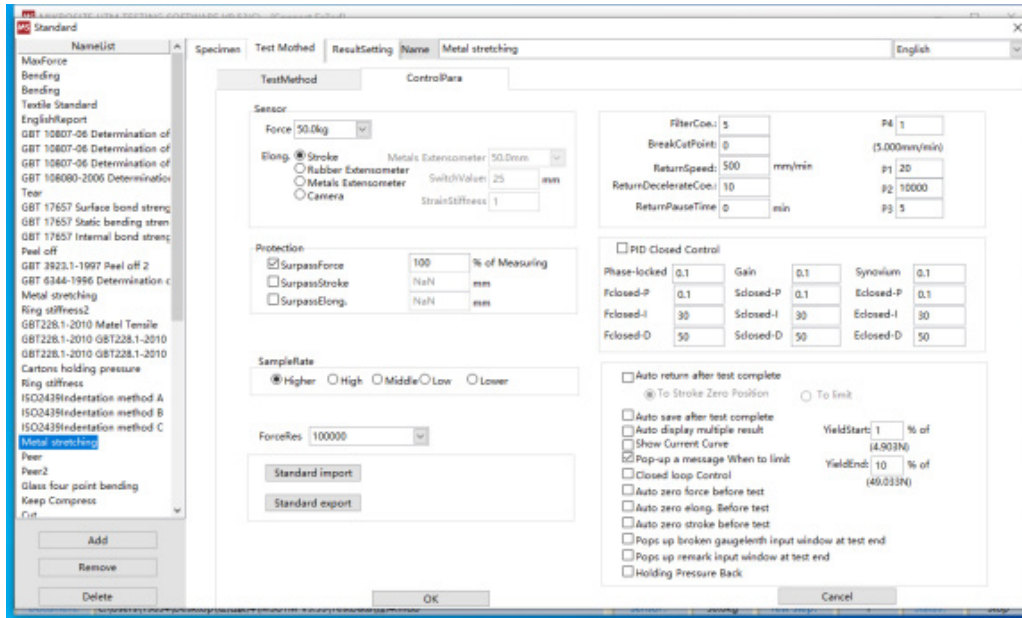 Standard
NameList
MaxForce
Bending
Bending
Textile Standard
EnglishReport
GBT 10807-06 Determination of
GBT 10807-06 Determination of
GBT 10807-06 Determination of
GBT 108080-2006 Determination
Tear
GBT 17657 Surface bond streng
GBT 17657 Static bending stren
GBT 17657 Internal bond streng
Peel off
GBT 3923.1-1997 Peel off 2
GBT 6344-1996 Determination c
Metal stretching
Ring stiffness2
GBT228.1-2010 Matel Tensile
GBT228.1-2010 GBT228.1-2010
GBT228.1-2010 GBT228.1-2010
Cartons holding pressure
Ring stiffness
ISO2439Indentation method A
ISO2439Indentation method B
ISO2439Indentation method C
Metal stretching
Peer
Peer2
Glass four point bending
Keep Compress
Cut
Add
Remove
Delete
Specimen Test Mothed ResultSetting Name Metal stretching English
TestMethod ControlPara
Sensor
Force 50.0kg
Elong. Stroke Metals Extensometer 50.0mm
Rubber Extensometer
Metals Extensometer SwitchValue: 25 mm
Camera StrainStiffness 1
Protection
SurpassForce 100 % of Measuring
SurpassStroke NaN mm
SurpassElong. NaN mm
SampleRate
Higher High Middle Low Lower
ForceRes 100000
Standard import
Standard export
OK
FilterCoe.: 5 P4 1
BreakCutPoint: 0 (5.000mm/min)
ReturnSpeed: 500 mm/min P1 20
ReturnDecelerateCoe.: 10 P2 10000
ReturnPauseTime 0 min P3 5
PID Closed Control
Phase-locked 0.1 Gain 0.1 Synovium 0.1
Fclosed-P 0.1 Sclosed-P 0.1 Eclosed-P 0.1
Fclosed-I 30 Sclosed-I 30 Eclosed-I 30
Fclosed-D 50 Sclosed-D 50 Eclosed-D 50
Auto return after test complete
To Stroke Zero Position To limit
Auto save after test complete
Auto display multiple result YieldStart: 1 % of
Show Current Curve (4.903N)
Pop-up a message When to limit YieldEnd: 10 % of
Closed loop Control (49.033N)
Auto zero force before test
Auto zero elong. Before test
Auto zero stroke before test
Pops up broken gaugelenth input window at test end
Pops up remark input window at test end
Holding Pressure Back
Cancel